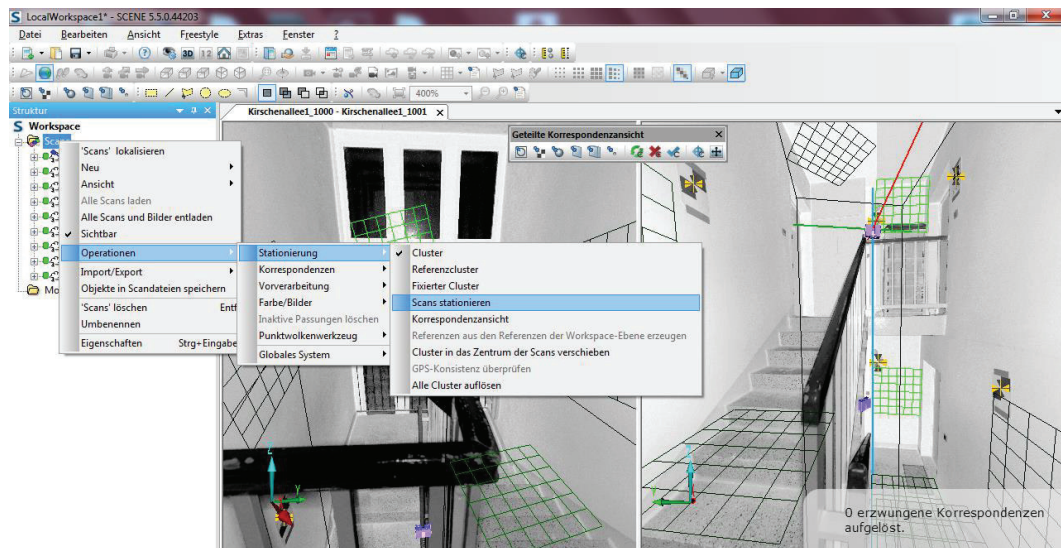 LocalWorkspace1* - SCENE 5.5.0.44203
Datei Bearbeiten Ansicht Freestyle Extras Fenster ?
400%
Struktur
Kirschenallee1_1000 - Kirschenallee1_1001
Workspace
Scans
Geteilte Korrespondenzansicht
'Scans' lokalisieren
Neu
Ansicht
Alle Scans laden
Alle Scans und Bilder entladen
Sichtbar
Operationen
Import/Export
Objekte in Scandateien speichern
'Scans' löschen Entf
Umbenennen
Eigenschaften Strg+Eingabe
Stationierung
Korrespondenzen
Vorverarbeitung
Farbe/Bilder
Inaktive Passungen löschen
Punktwolkenwerkzeug
Globales System
Cluster
Referenzcluster
Fixierter Cluster
Scans stationieren
Korrespondenzansicht
Referenzen aus den Referenzen der Workspace-Ebene erzeugen
Cluster in das Zentrum der Scans verschieben
GPS-Konsistenz überprüfen
Alle Cluster auflösen
Z
Y
0 erzwungene Korrespondenzen
aufgelöst.